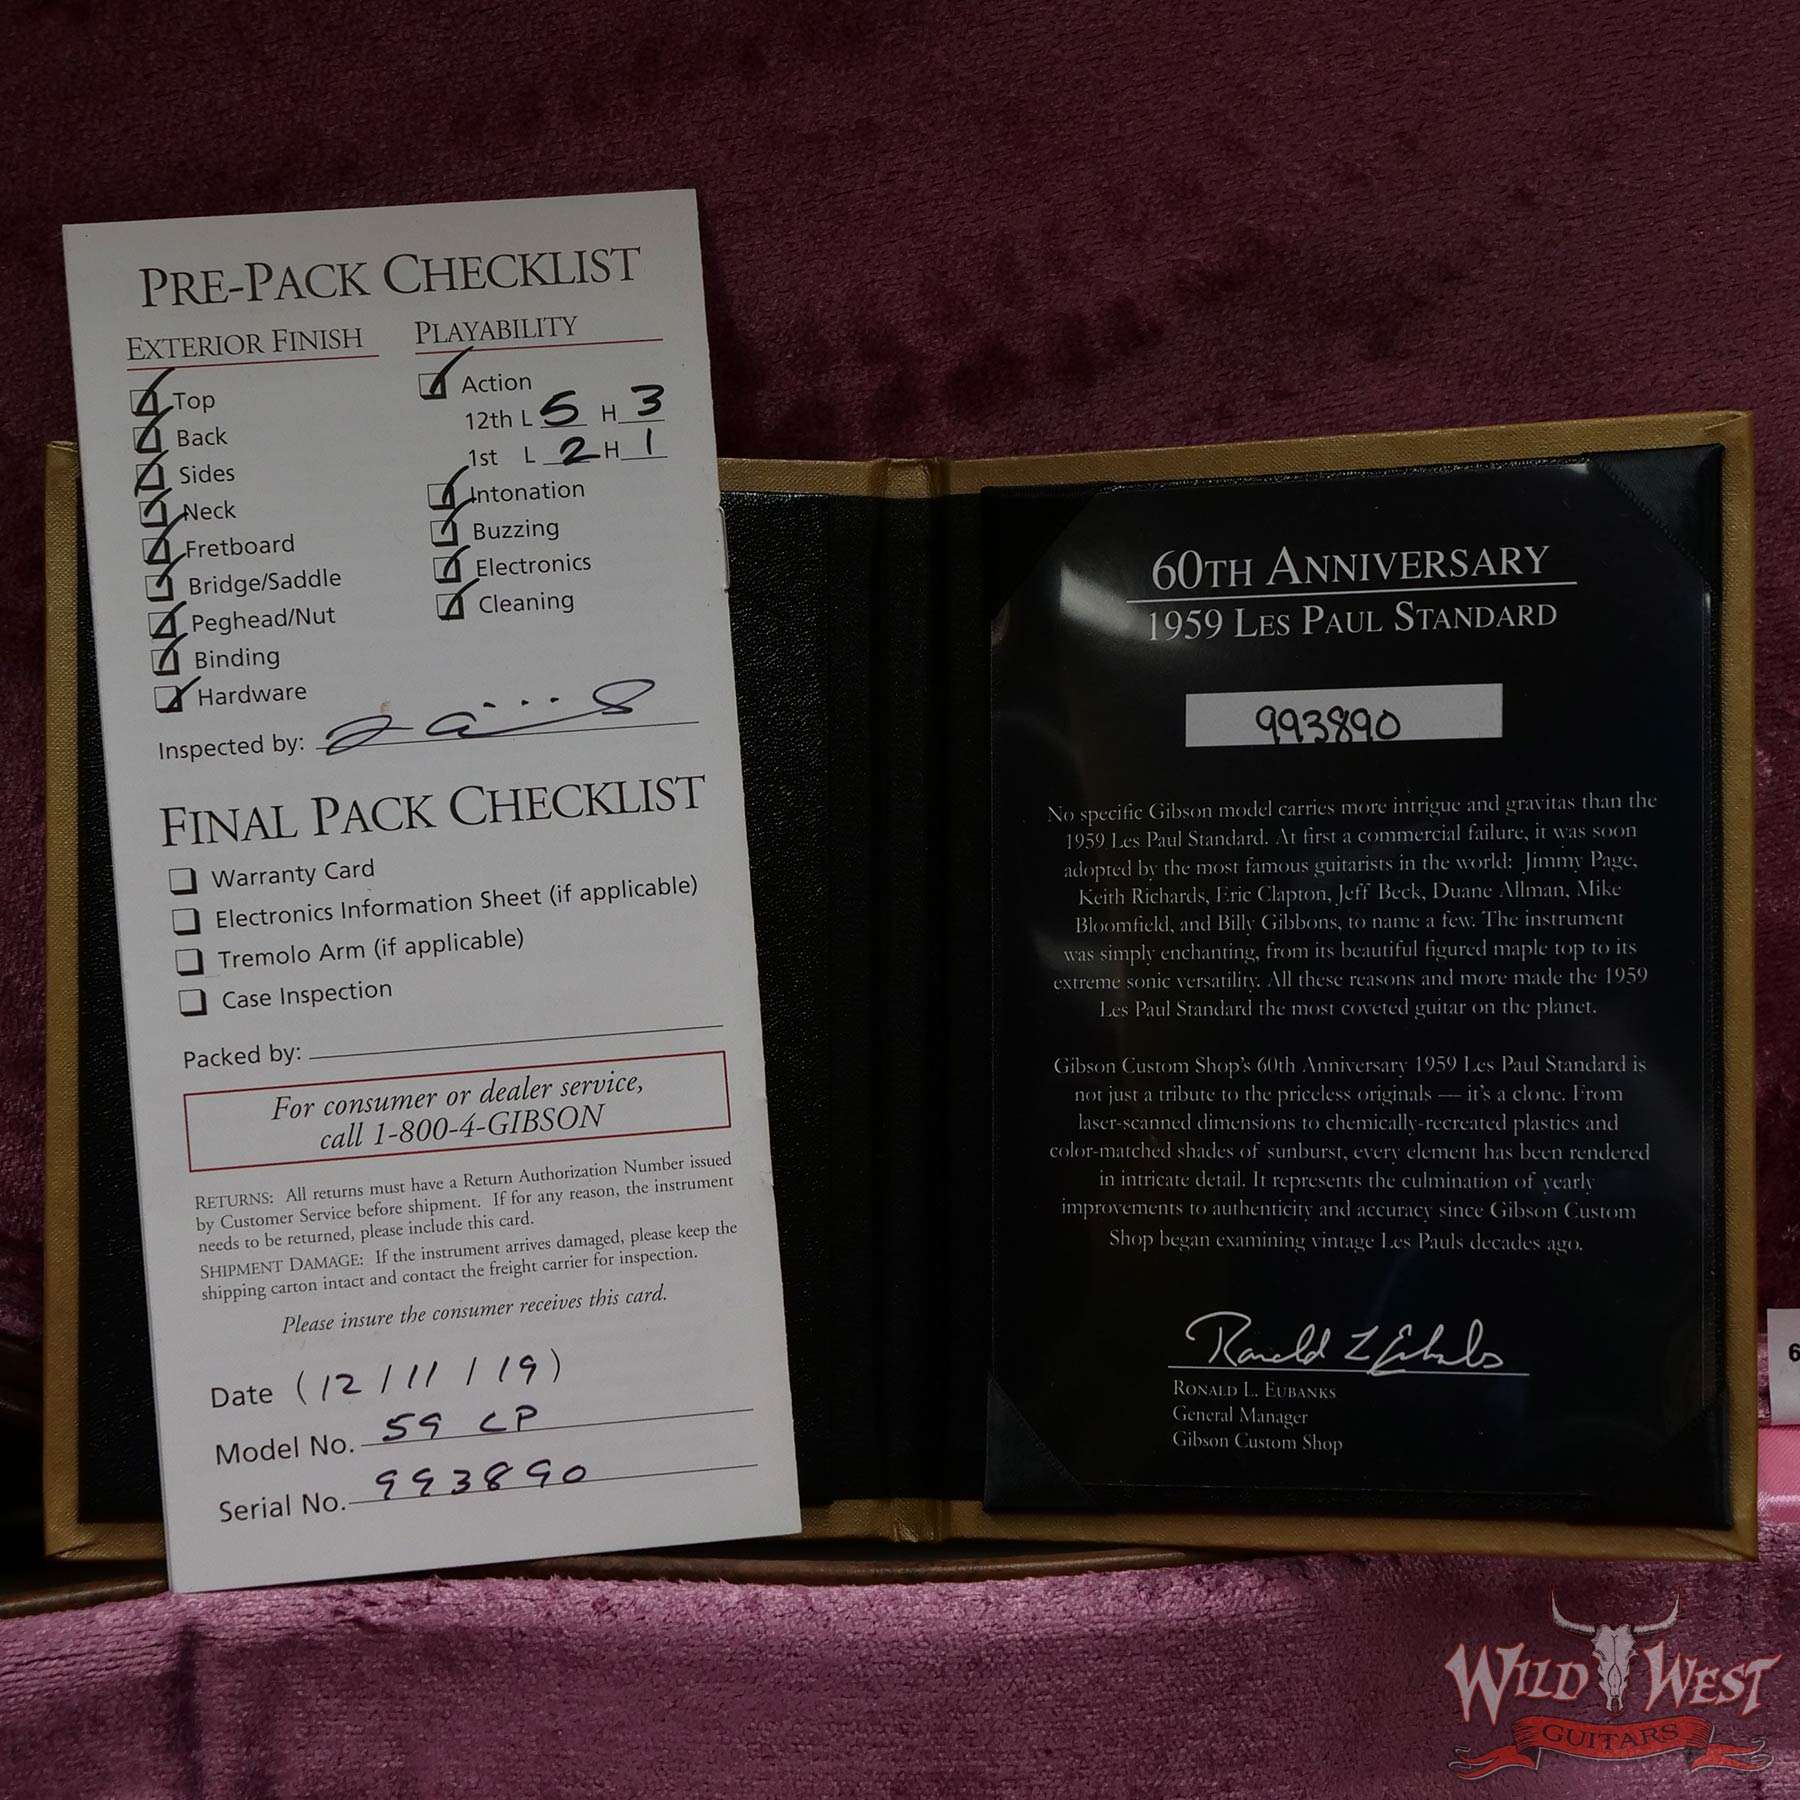 PRE-PACK CHECKLIST
EXTERIOR FINISH
Top
Back
Sides
Neck
Fretboard
Bridge/Saddle
Peghead/Nut
Binding
Hardware
PLAYABILITY
Action
12th L 5 H 3
1st L 2 H 1
Intonation
Buzzing
Electronics
Cleaning
Inspected by:
FINAL PACK CHECKLIST
Warranty Card
Electronics Information Sheet (if applicable)
Tremolo Arm (if applicable)
Case Inspection
Packed by:
For consumer or dealer service,
call 1-800-4-GIBSON
RETURNS: All returns must have a Return Authorization Number issued
by Customer Service before shipment. If for any reason, the instrument
needs to be returned, please include this card.
SHIPMENT DAMAGE: If the instrument arrives damaged, please keep the
shipping carton intact and contact the freight carrier for inspection.
Please insure the consumer receives this card.
Date (12/11/19)
Model No. 59 CP
Serial No. 993890
60TH ANNIVERSARY
1959 LES PAUL STANDARD
993890
No specific Gibson model carries more intrigue and gravitas than the
1959 Les Paul Standard. At first a commercial failure, it was soon
adopted by the most famous guitarists in the world: Jimmy Page,
Keith Richards, Eric Clapton, Jeff Beck, Duane Allman, Mike
Bloomfield, and Billy Gibbons, to name a few. The instrument
was simply enchanting, from its beautiful figured maple top to its
extreme sonic versatility. All these reasons and more made the 1959
Les Paul Standard the most coveted guitar on the planet.
Gibson Custom Shop's 60th Anniversary 1959 Les Paul Standard is
not just a tribute to the priceless originals — it's a clone. From
laser-scanned dimensions to chemically-recreated plastics and
color-matched shades of sunburst, every element has been rendered
in intricate detail. It represents the culmination of yearly
improvements to authenticity and accuracy since Gibson Custom
Shop began examining vintage Les Pauls decades ago.
Ronald L Eubanks
RONALD L. EUBANKS
General Manager
Gibson Custom Shop
6
WILD WEST
GUITARS